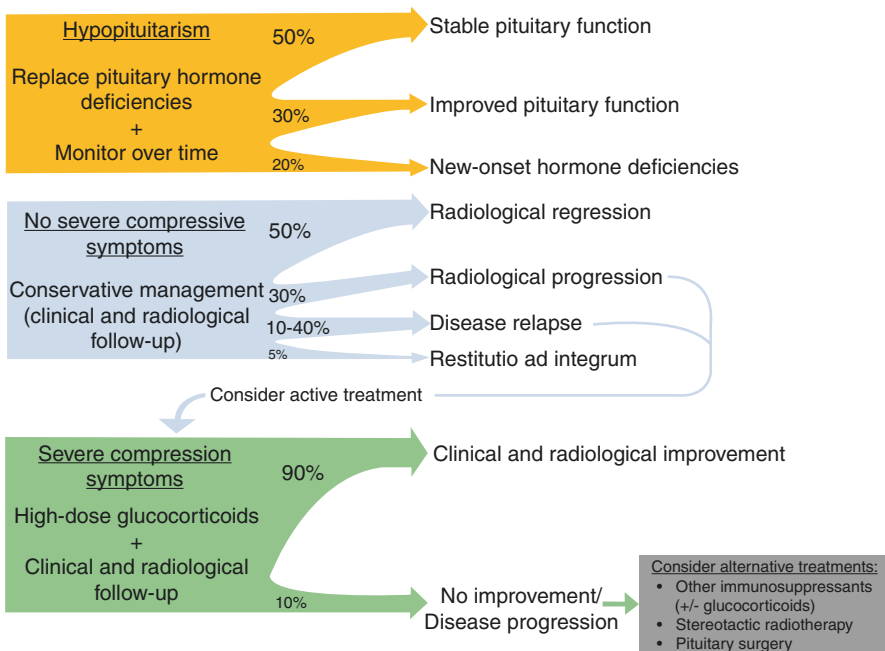 Hypopituitarism
50%
Stable pituitary function
Replace pituitary hormone
deficiencies
+
Monitor over time
30%
Improved pituitary function
20%
New-onset hormone deficiencies
No severe compressive
symptoms
50%
Radiological regression
Conservative management
(clinical and radiological
follow-up)
30%
Radiological progression
10-40%
Disease relapse
5%
Restitutio ad integrum
Consider active treatment
Severe compression
symptoms
90%
Clinical and radiological improvement
High-dose glucocorticoids
+
Clinical and radiological
follow-up
10%
No improvement/
Disease progression
Consider alternative treatments:
• Other immunosuppressants
(+/- glucocorticoids)
• Stereotactic radiotherapy
• Pituitary surgery